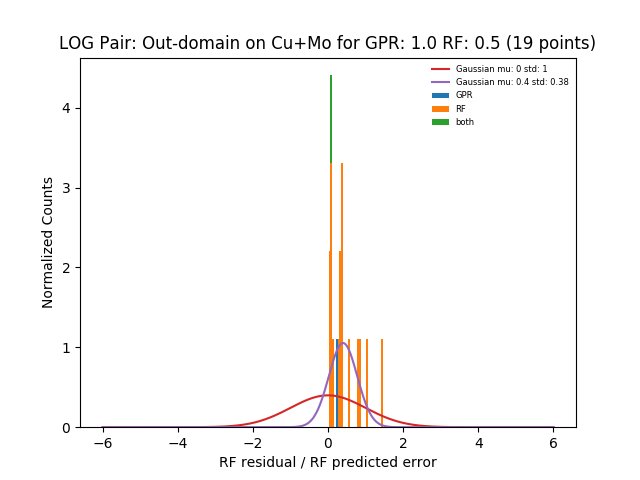 LOG Pair: Out-domain on Cu+Mo for GPR: 1.0 RF: 0.5 (19 points)
Gaussian mu: 0 std: 1
Gaussian mu: 0.4 std: 0.38
GPR
RF
both
Normalized Counts
4
3
2
1
0
−6 −4 −2 0 2 4 6
RF residual / RF predicted error